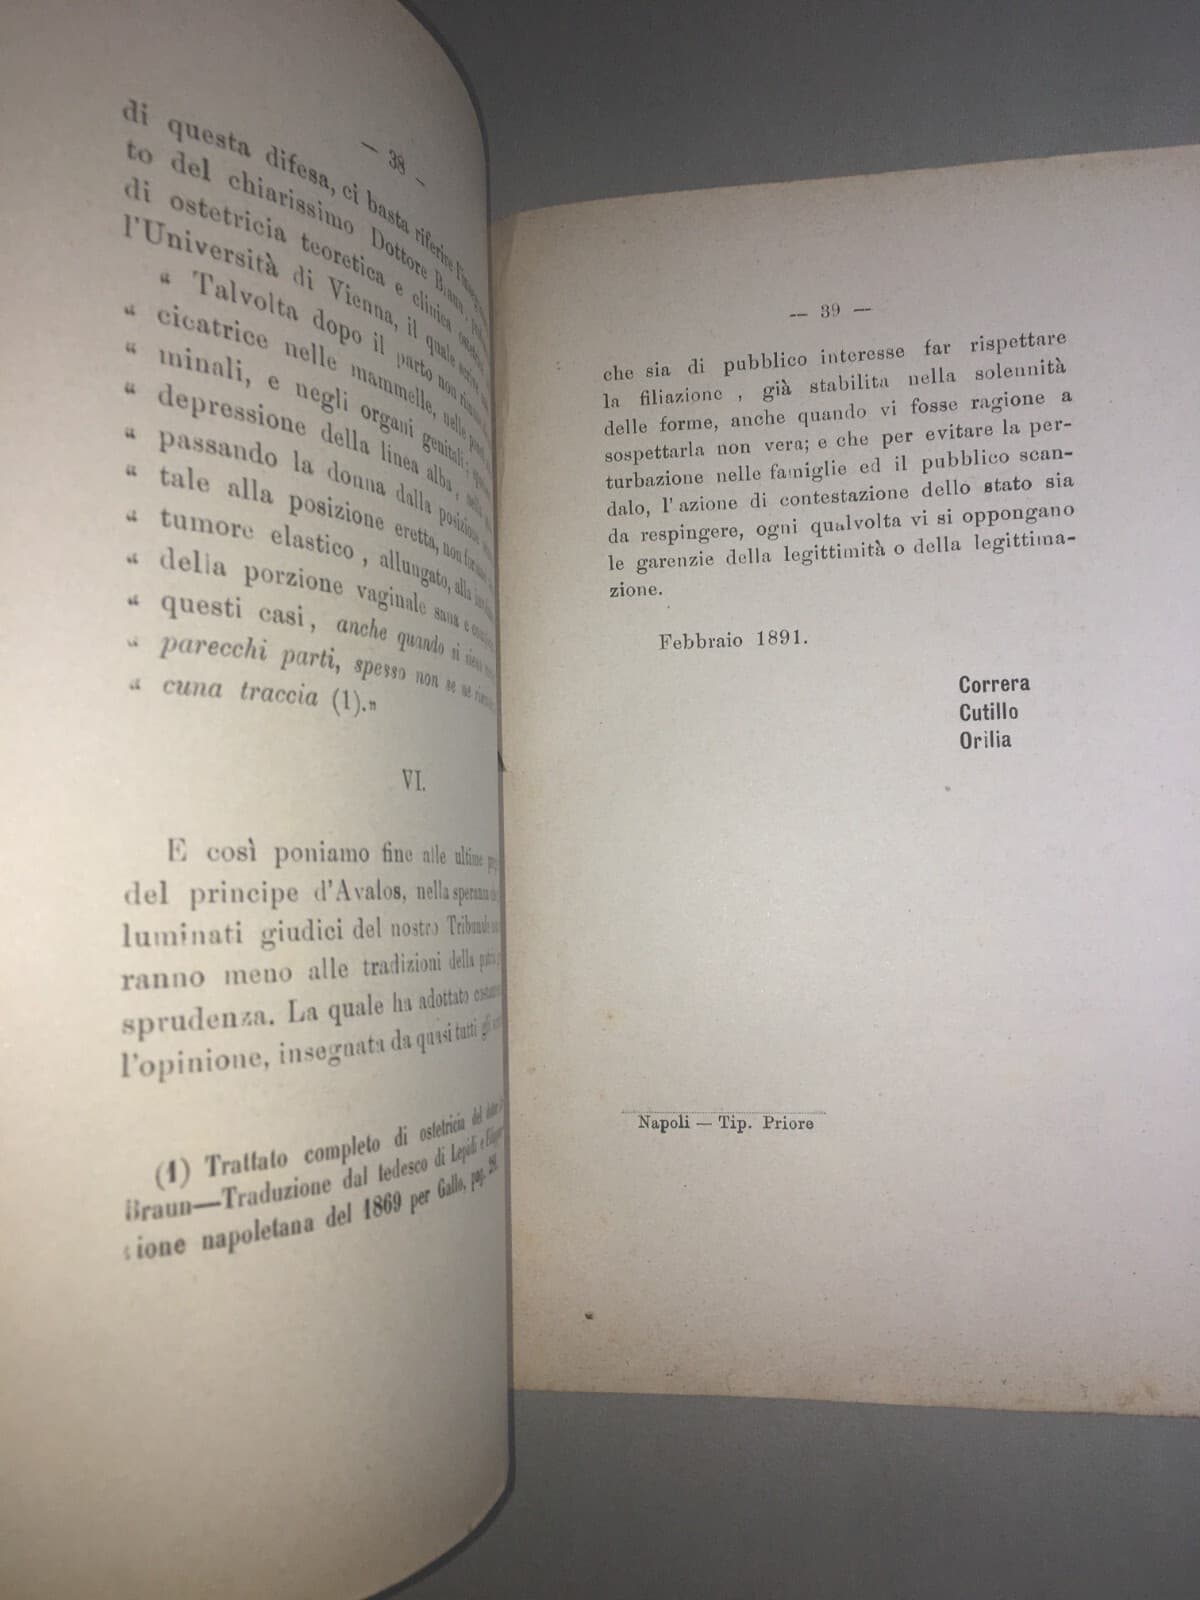 — 38 —
di questa difesa, ci basta riferire
to del chiarissimo Dottore Braun,
di ostetricia teoretica e clinica
l'Università di Vienna, il quale
“ Talvolta dopo il parto non
“ cicatrice nelle mammelle, nelle
“ minali, e negli organi genitali;
“ depressione della linea alba,
“ passando la donna dalla posizione
“ tale alla posizione eretta, non
“ tumore elastico, allungato, alla
“ della porzione vaginale sana e
“ questi casi, anche quando si
“ parecchi parti, spesso non se ne
“ cuna traccia (1).”
VI.
E così poniamo fine alle ultime
del principe d'Avalos, nella speranza
luminati giudici del nostro Tribunale
ranno meno alle tradizioni della
sprudenza. La quale ha adottato
l'opinione, insegnata da quasi tutti gli
(1) Trattato completo di ostetricia del
Braun—Traduzione dal tedesco di Lepidi e
ione napoletana del 1869 per Gallo, pag.
— 39 —
che sia di pubblico interesse far rispettare
la filiazione , già stabilita nella solennità
delle forme, anche quando vi fosse ragione a
sospettarla non vera; e che per evitare la per-
turbazione nelle famiglie ed il pubblico scan-
dalo, l' azione di contestazione dello stato sia
da respingere, ogni qualvolta vi si oppongano
le garenzie della legittimità o della legittima-
zione.
Febbraio 1891.
Correra
Cutillo
Orilia
Napoli — Tip. Priore